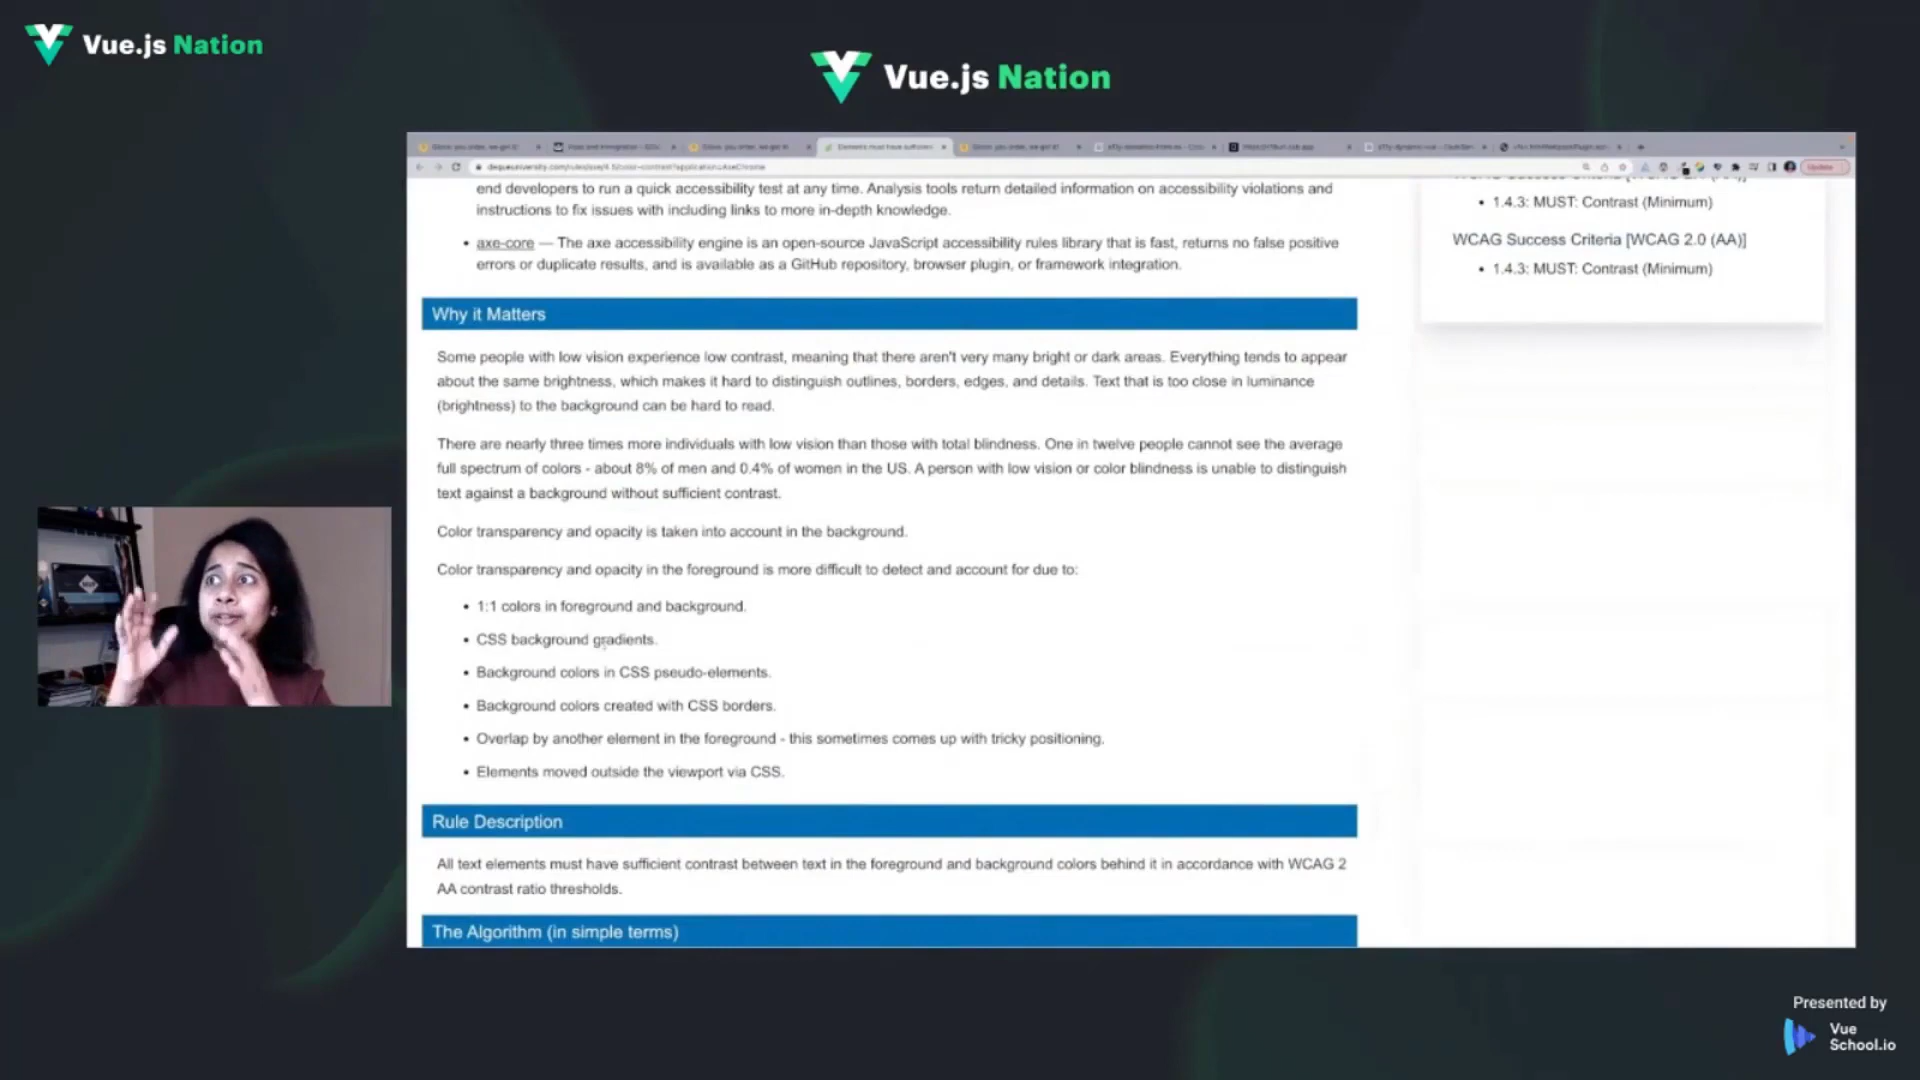 Vue.js Nation
Vue.js Nation
Elements must have sufficient
Update
end developers to run a quick accessibility test at any time. Analysis tools return detailed information on accessibility violations and
instructions to fix issues with including links to more in-depth knowledge.
• axe-core — The axe accessibility engine is an open-source JavaScript accessibility rules library that is fast, returns no false positive
errors or duplicate results, and is available as a GitHub repository, browser plugin, or framework integration.
Why it Matters
Some people with low vision experience low contrast, meaning that there aren't very many bright or dark areas. Everything tends to appear
about the same brightness, which makes it hard to distinguish outlines, borders, edges, and details. Text that is too close in luminance
(brightness) to the background can be hard to read.
There are nearly three times more individuals with low vision than those with total blindness. One in twelve people cannot see the average
full spectrum of colors - about 8% of men and 0.4% of women in the US. A person with low vision or color blindness is unable to distinguish
text against a background without sufficient contrast.
Color transparency and opacity is taken into account in the background.
Color transparency and opacity in the foreground is more difficult to detect and account for due to:
• 1:1 colors in foreground and background.
• CSS background gradients.
• Background colors in CSS pseudo-elements.
• Background colors created with CSS borders.
• Overlap by another element in the foreground - this sometimes comes up with tricky positioning.
• Elements moved outside the viewport via CSS.
Rule Description
All text elements must have sufficient contrast between text in the foreground and background colors behind it in accordance with WCAG 2
AA contrast ratio thresholds.
The Algorithm (in simple terms)
• 1.4.3: MUST: Contrast (Minimum)
WCAG Success Criteria [WCAG 2.0 (AA)]
• 1.4.3: MUST: Contrast (Minimum)
Presented by
Vue
School.io